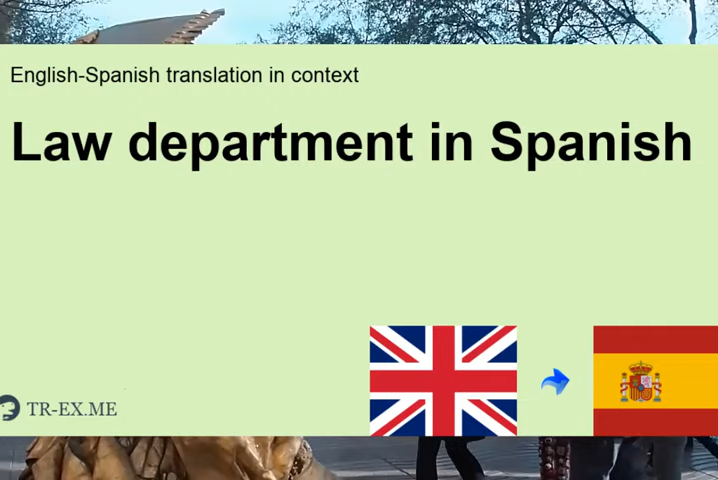 English-Spanish translation in context
Law department in Spanish
TR-EX.ME